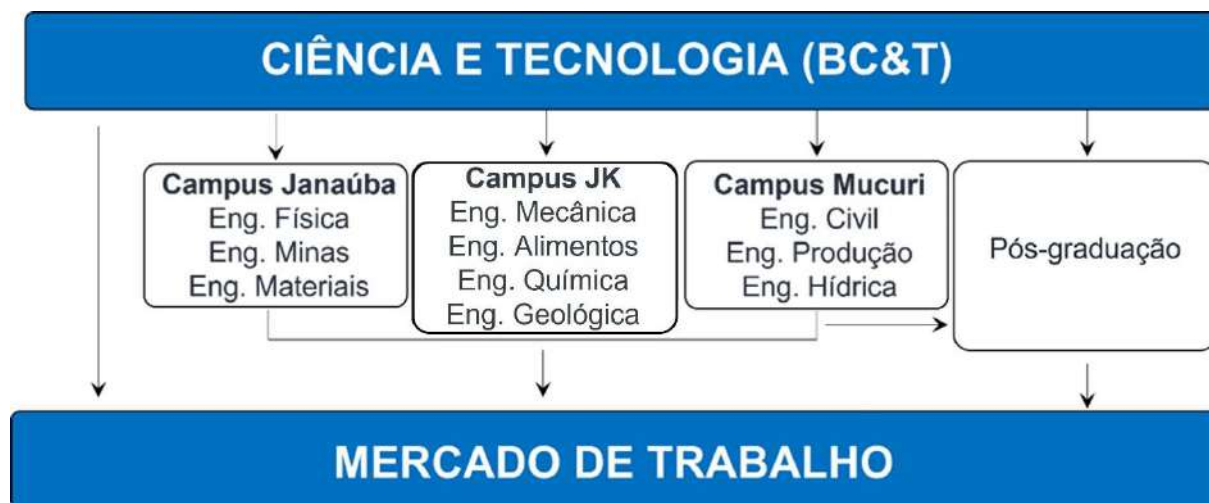 CIÊNCIA E TECNOLOGIA (BC&T)
Campus Janaúba
Eng. Física
Eng. Minas
Eng. Materiais
Campus JK
Eng. Mecânica
Eng. Alimentos
Eng. Química
Eng. Geológica
Campus Mucuri
Eng. Civil
Eng. Produção
Eng. Hídrica
Pós-graduação
MERCADO DE TRABALHO